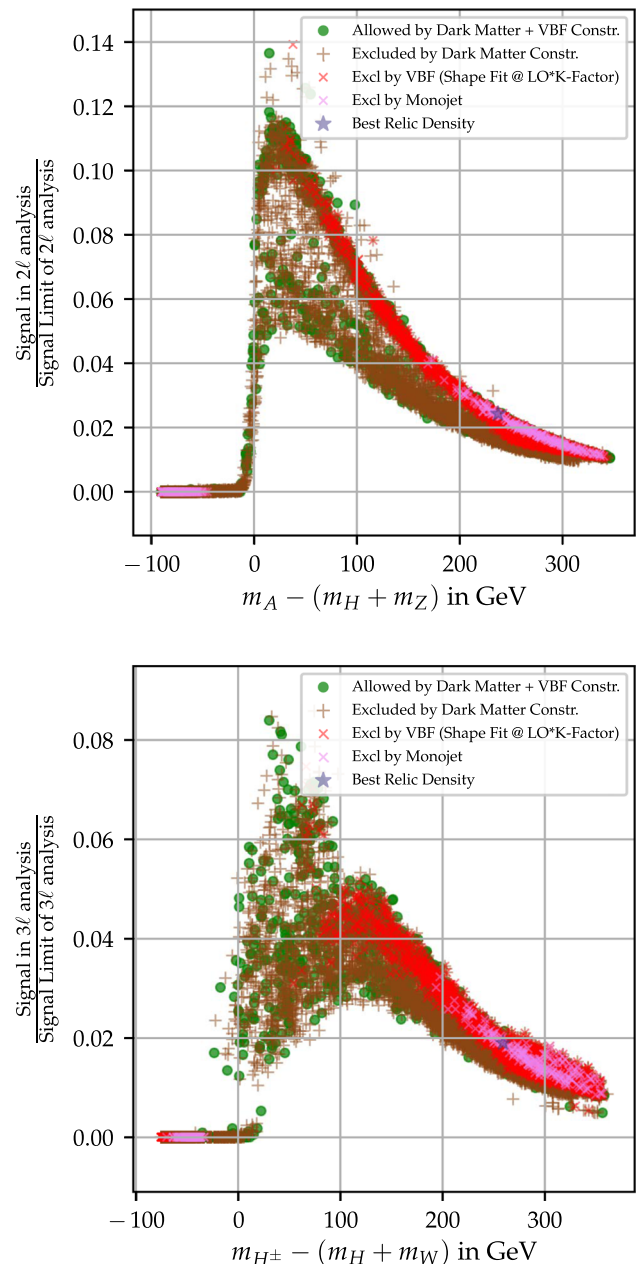 0.14
0.12
0.10
0.08
0.06
0.04
0.02
0.00
Signal in 2ℓ analysis
Signal Limit of 2ℓ analysis
Allowed by Dark Matter + VBF Constr.
Excluded by Dark Matter Constr.
Excl by VBF (Shape Fit @ LO*K-Factor)
Excl by Monojet
Best Relic Density
−100 0 100 200 300
m_A − (m_H + m_Z) in GeV
0.08
0.06
0.04
0.02
0.00
Signal in 3ℓ analysis
Signal Limit of 3ℓ analysis
Allowed by Dark Matter + VBF Constr.
Excluded by Dark Matter Constr.
Excl by VBF (Shape Fit @ LO*K-Factor)
Excl by Monojet
Best Relic Density
−100 0 100 200 300
m_{H^±} − (m_H + m_W) in GeV